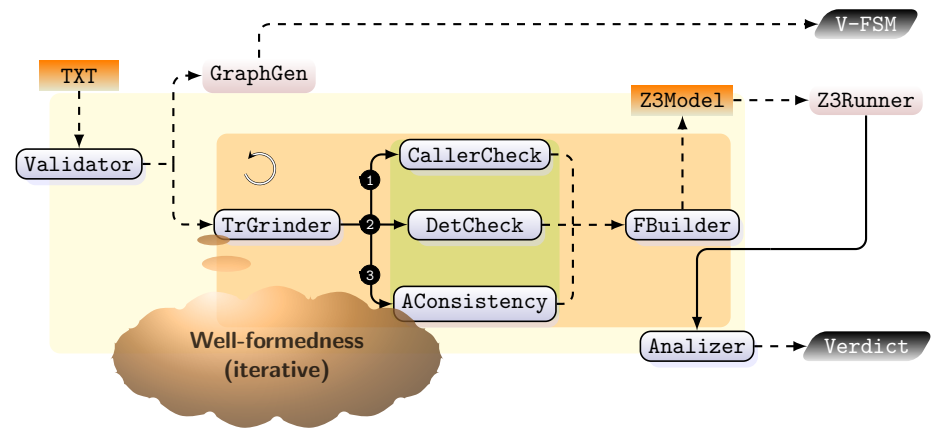 V-FSM
TXT
GraphGen
Z3Model
Z3Runner
Validator
CallerCheck
1
TrGrinder
2
DetCheck
FBuilder
3
AConsistency
Well-formedness
(iterative)
Analizer
Verdict